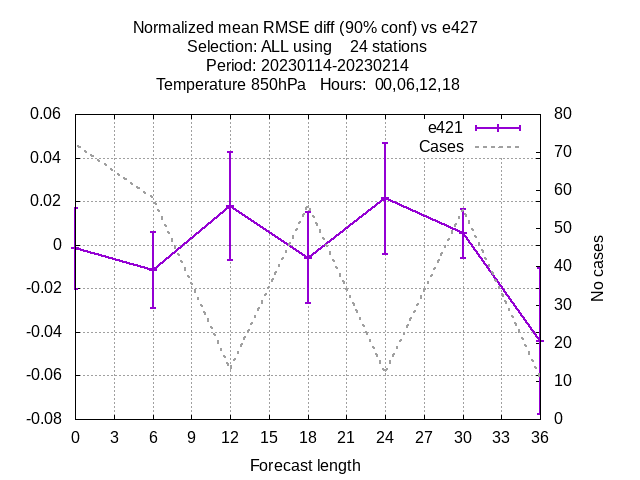 Normalized mean RMSE diff (90% conf) vs e427
Selection: ALL using    24 stations
Period: 20230114-20230214
Temperature 850hPa   Hours:  00,06,12,18
0.06
0.04
0.02
0
-0.02
-0.04
-0.06
-0.08
e421
Cases
80
70
60
50
40
30
20
10
0
No cases
0 3 6 9 12 15 18 21 24 27 30 33 36
Forecast length